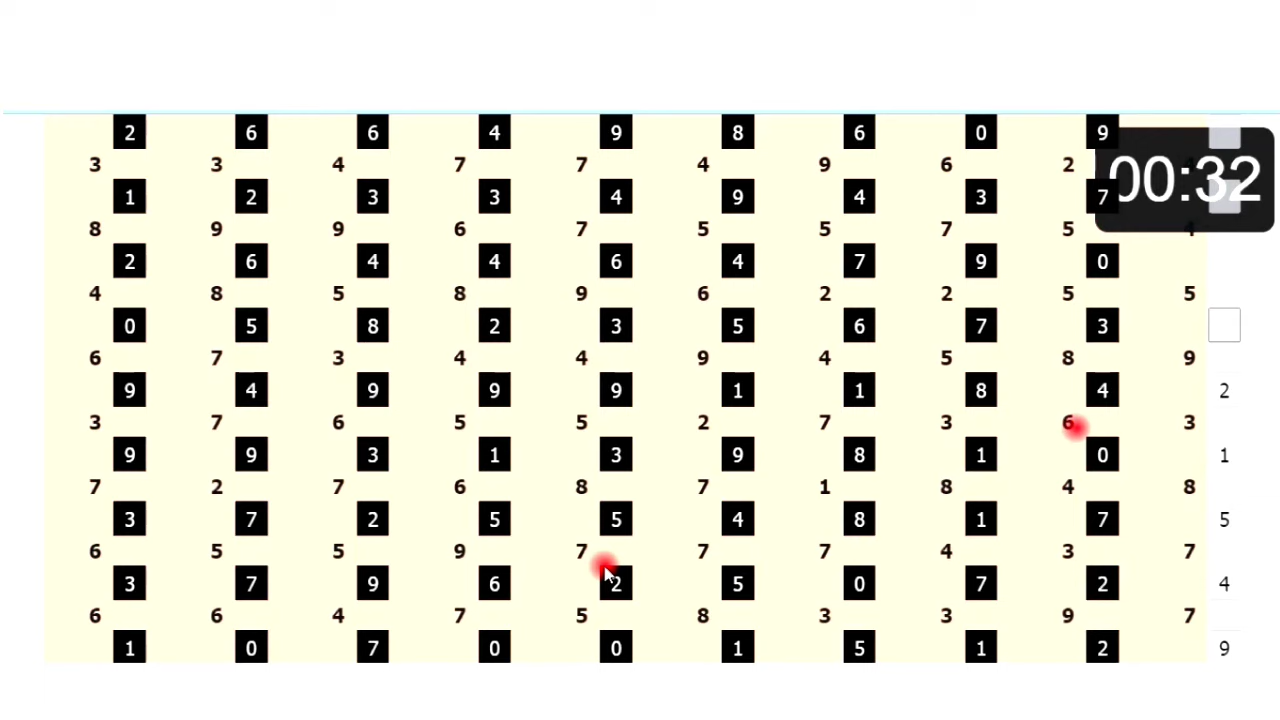 2 6 6 4 9 8 6 0 9
3 3 4 7 7 4 9 6 2 4
00:32
1 2 3 3 4 9 4 3 7
8 9 9 6 7 5 5 7 5 4
2 6 4 4 6 4 7 9 0
4 8 5 8 9 6 2 2 5 5
0 5 8 2 3 5 6 7 3
6 7 3 4 4 9 4 5 8 9
9 4 9 9 9 1 1 8 4 2
3 7 6 5 5 2 7 3 6 3
9 9 3 1 3 9 8 1 0 1
7 2 7 6 8 7 1 8 4 8
3 7 2 5 5 4 8 1 7 5
6 5 5 9 7 7 7 4 3 7
3 7 9 6 2 5 0 7 2 4
6 6 4 7 5 8 3 3 9 7
1 0 7 0 0 1 5 1 2 9